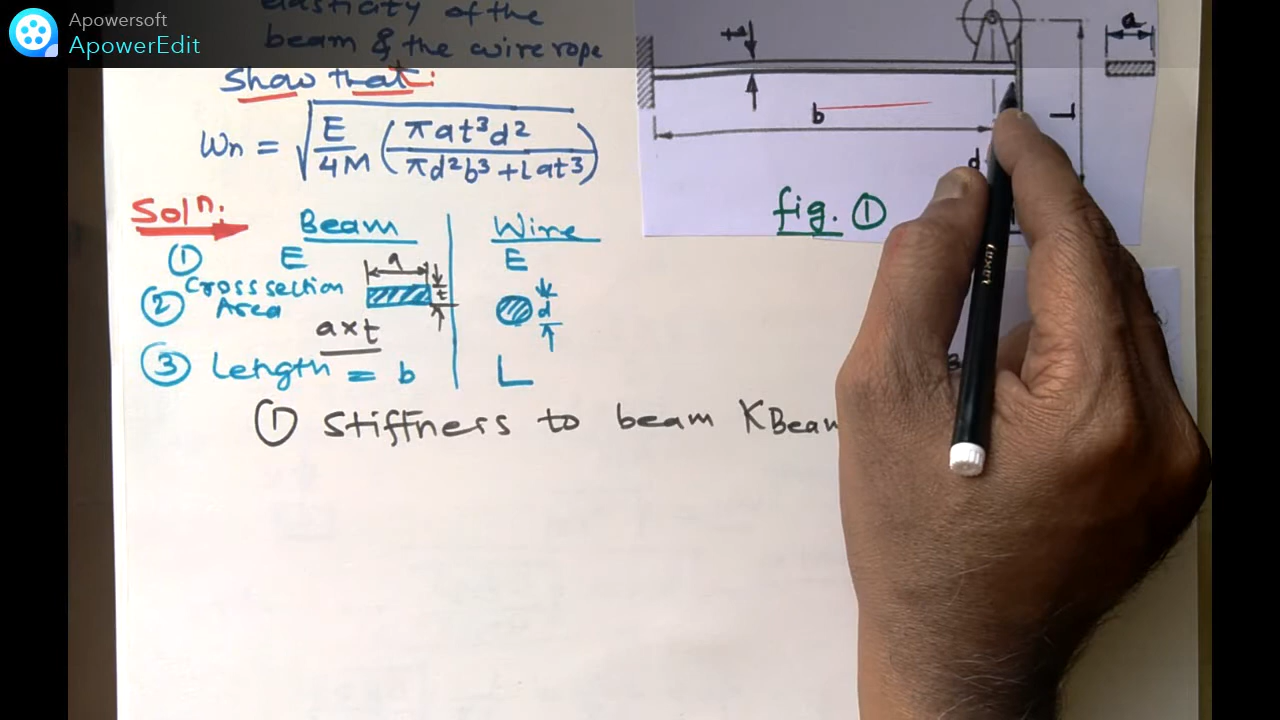 Apowersoft
ApowerEdit
elasticity of the
beam & the wire rope
Show that:
Wn = √ E/4M ( πat³d² / πd²b³ + Lat³ )
Soln.
Beam Wire
① E E
② Cross section Area a t d
a×t
③ Length = b L
① Stiffness to beam KBeam
t
a
b
L
d
fig. ①
luxor